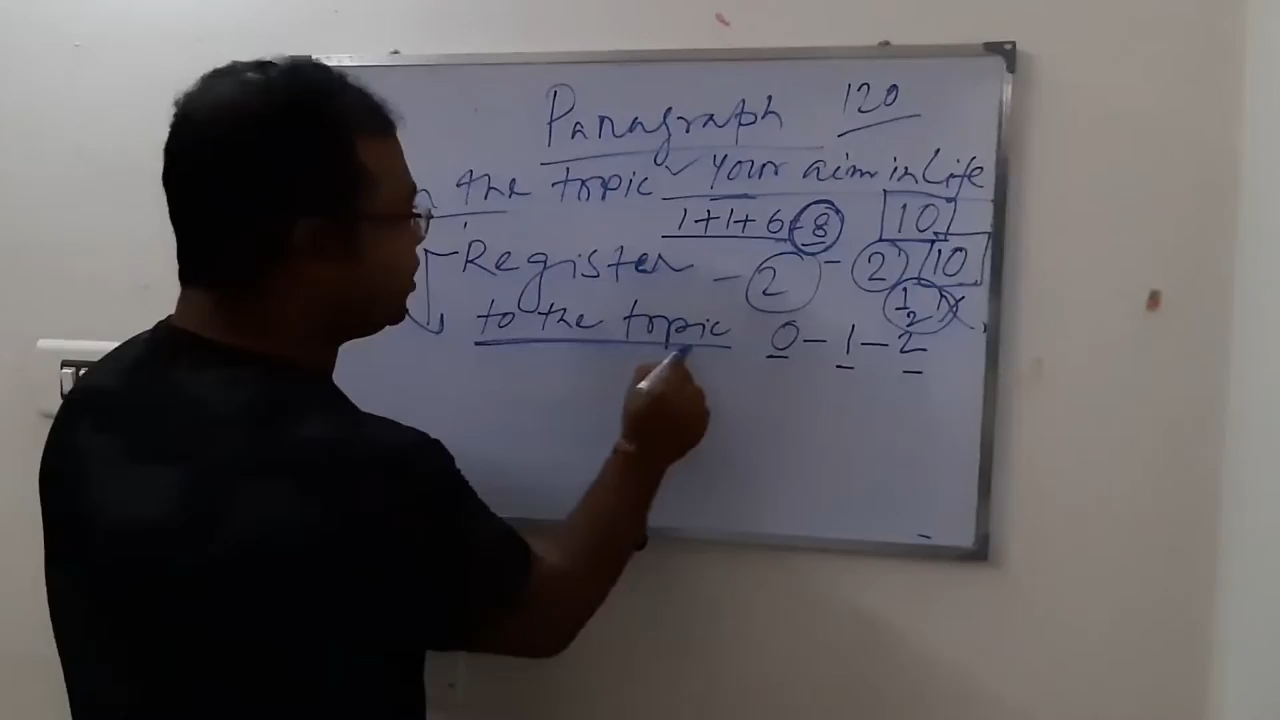 Paragraph 120
the topic Your aim in Life
1+1+6 8 10
Register - 2 - 2 10
1/2
to the topic 0-1-2